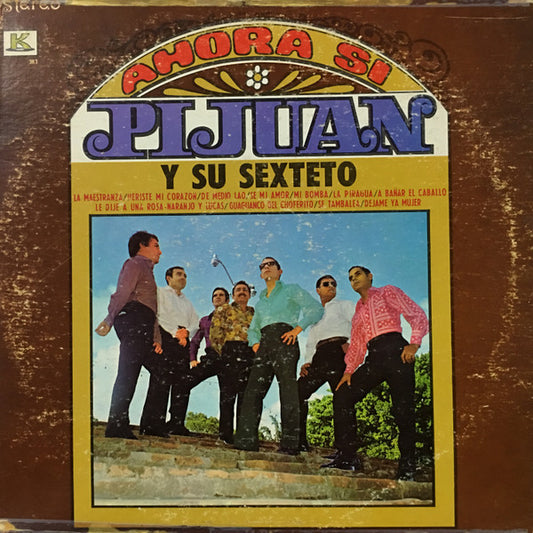 Stereo
K
AHORA SI
PIJUAN
Y SU SEXTETO
LA MAESTRANZA/HERISTE MI CORAZON/DE MEDIO LAO/SE MI AMOR/MI BOMBA/LA PIRAGUA/A BAÑAR EL CABALLO
LE DIJE A UNA ROSA-NARANJO Y LUCAS/GUAGUANCO DEL CHOFERITO/SE TAMBALEA/DEJAME YA MUJER